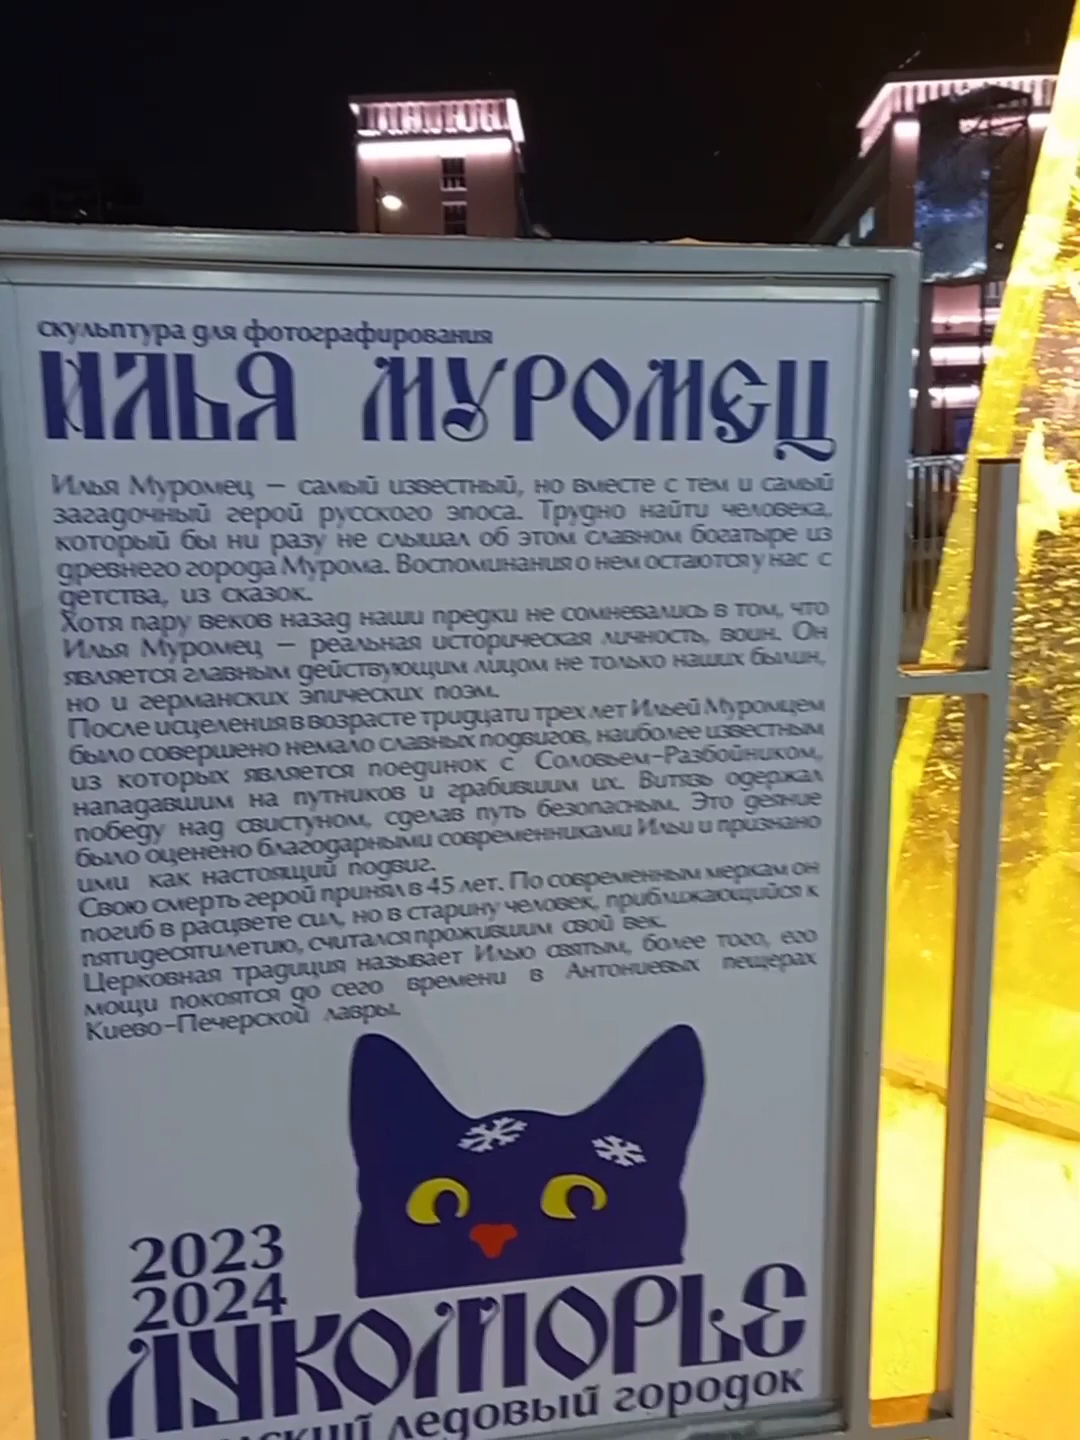 скульптура для фотографирования
ИЛЬЯ МУРОМЕЦ
Илья Муромец – самый известный, но вместе с тем и самый
загадочный герой русского эпоса. Трудно найти человека,
который бы ни разу не слышал об этом славном богатыре из
древнего города Мурома. Воспоминания о нем остаются у нас с
детства, из сказок.
Хотя пару веков назад наши предки не сомневались в том, что
Илья Муромец – реальная историческая личность, воин. Он
является главным действующим лицом не только наших былин,
но и германских эпических поэм.
После исцеления в возрасте тридцати трех лет Ильей Муромцем
было совершено немало славных подвигов, наиболее известным
из которых является поединок с Соловьем-Разбойником,
нападавшим на путников и грабившим их. Витязь одержал
победу над свистуном, сделав путь безопасным. Это деяние
было оценено благодарными современниками Ильи и признано
ими как настоящий подвиг.
Свою смерть герой принял в 45 лет. По современным меркам он
погиб в расцвете сил, но в старину человек, приближающийся к
пятидесятилетию, считался прожившим свой век.
Церковная традиция называет Илью святым, более того, его
мощи покоятся до сего времени в Антониевых пещерах
Киево-Печерской лавры.
2023
2024
ЛУКОМОРЬЕ
ледовый городок